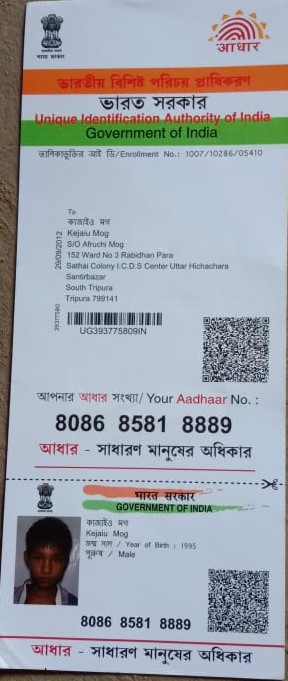 भारत सरकार
आधार
ভারতীয় বিশিষ্ট পরিচয় প্রাধিকরণ
ভারত সরকার
Unique Identification Authority of India
Government of India
তালিকাভুক্তির আই ডি/Enrollment No.: 1007/10286/05410
To
কাজাইও মগ
Kejaiu Mog
S/O Afruchi Mog
152 Ward No 3 Rabidhan Para
Sathai Colony I.C.D.S Center Uttar Hichachara
Santirbazar
South Tripura
Tripura 799141
29/09/2012
39377580
UG393775809IN
আপনার আধার সংখ্যা/ Your Aadhaar No. :
8086 8581 8889
আধার - সাধারণ মানুষের অধিকার
भारत सरकार
GOVERNMENT OF INDIA
কাজাইও মগ
Kejaiu Mog
জন্ম সাল / Year of Birth : 1995
পুরুষ / Male
8086 8581 8889
আধার - সাধারণ মানুষের অধিকার